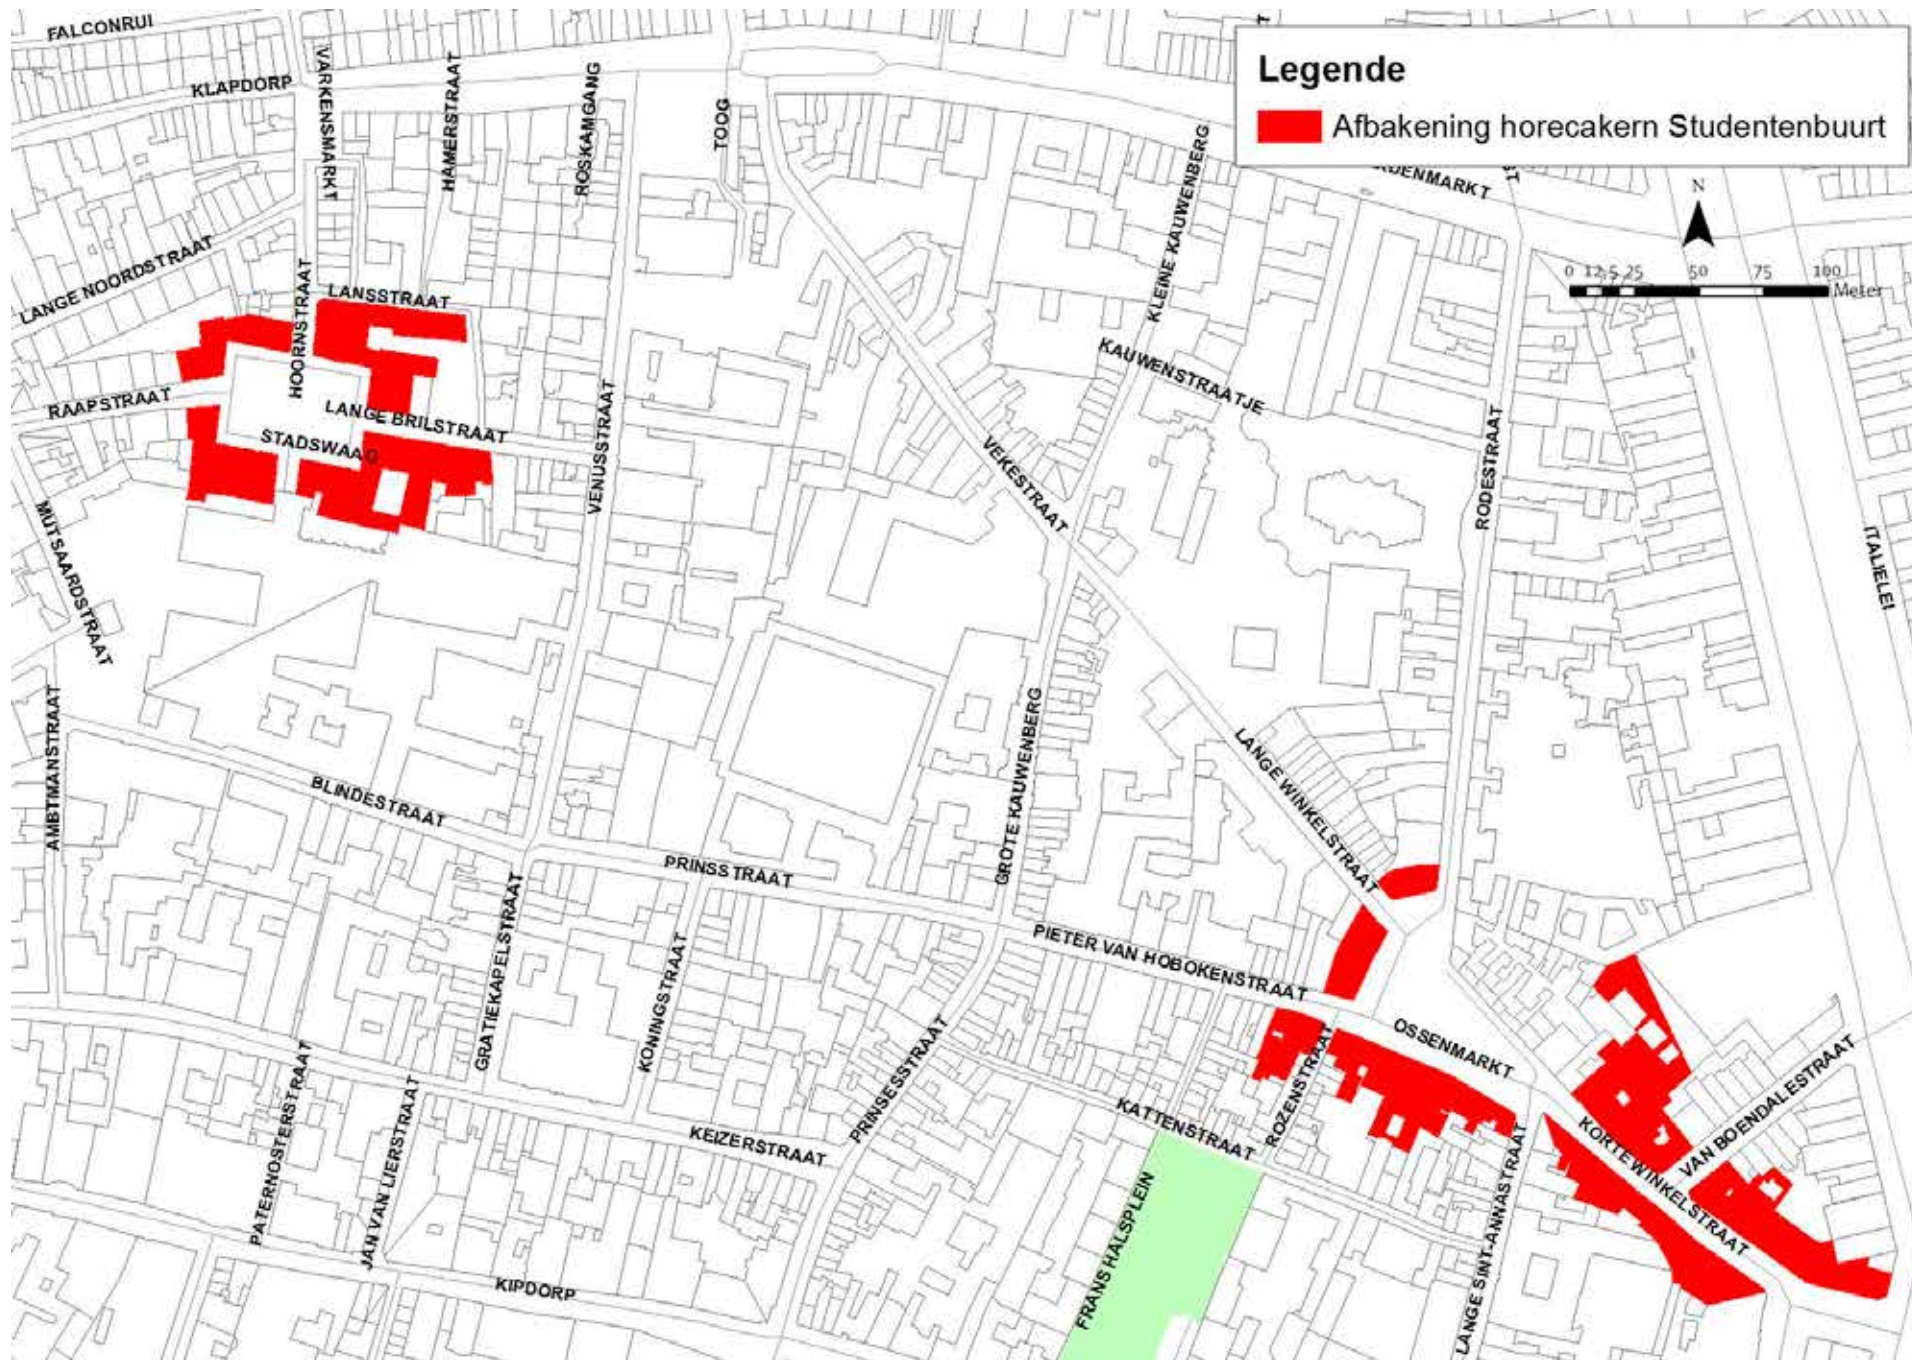 FALCONRUI
KLAPDORP
VARKENSMARKT
HAMERSTRAAT
ROSKAMGANG
TOOG
Legende
Afbakening horecakern Studentenbuurt
N
0 12,5 25 50 75 100
Meter
KLEINE KAUWENBERG
LANGE NOORDSTRAAT
HOORNSTRAAT
LANSSTRAAT
KAUWENSTRAATJE
RAAPSTRAAT
LANGE BRILSTRAAT
STADSWAAG
VENUSSTRAAT
VEKESTRAAT
RODESTRAAT
ITALIELEI
MUTSAARDSTRAAT
AMBTMANSTRAAT
BLINDESTRAAT
PRINSSTRAAT
GROTE KAUWENBERG
LANGE WINKELSTRAAT
GRATIEKAPELSTRAAT
KONINGSTRAAT
PIETER VAN HOBOKENSTRAAT
OSSENMARKT
PRINSESSTRAAT
ROZENSTRAAT
KATTENSTRAAT
KORTE WINKELSTRAAT
VAN BOENDALESTRAAT
PATERNOSTERSTRAAT
JAN VAN LIERSTRAAT
KEIZERSTRAAT
KIPDORP
FRANS HALSPLEIN
LANGE SINT-ANNASTRAAT